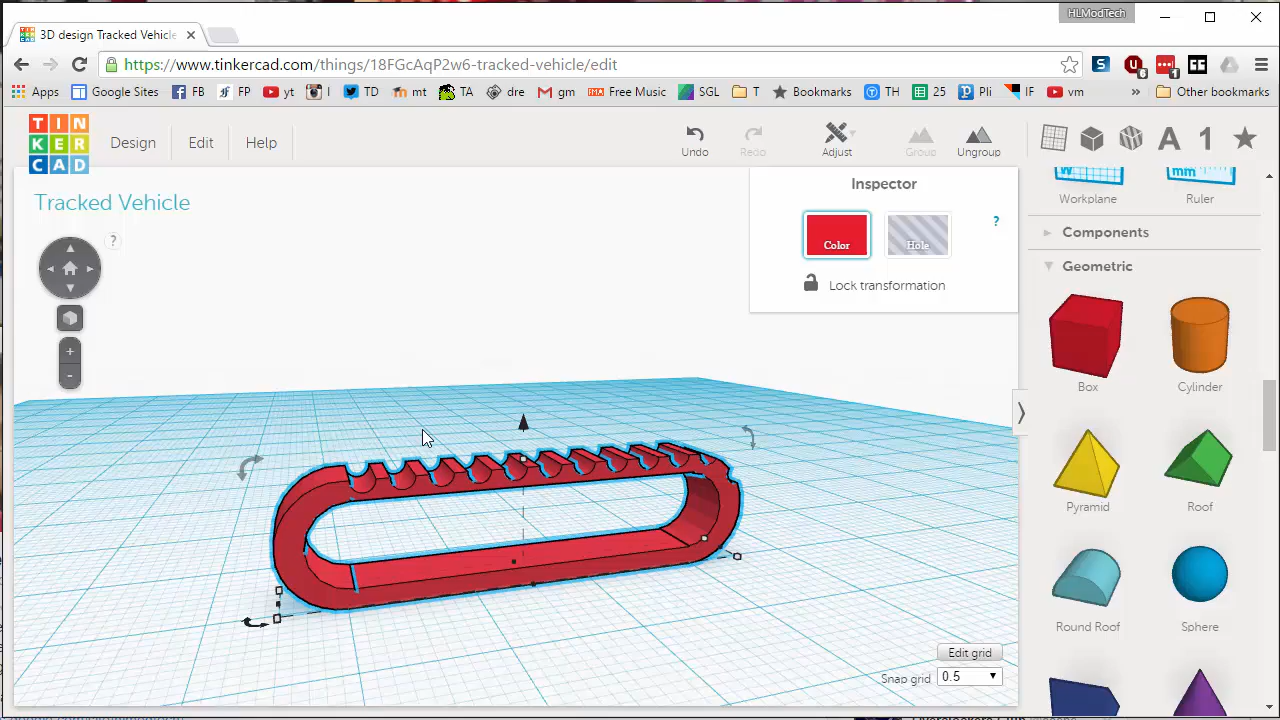 HLModTech
3D design Tracked Vehicle
https://www.tinkercad.com/things/18FGcAqP2w6-tracked-vehicle/edit
Apps Google Sites FB FP yt I TD mt TA dre gm Free Music SGL T Bookmarks TH 25 Pli IF vm » Other bookmarks
TIN
KER
CAD
Design Edit Help
Undo Redo Adjust Group Ungroup
Tracked Vehicle
Inspector
Color Hole
Lock transformation
Workplane Ruler
Components
Geometric
Box Cylinder
Pyramid Roof
Round Roof Sphere
Edit grid
Snap grid 0.5